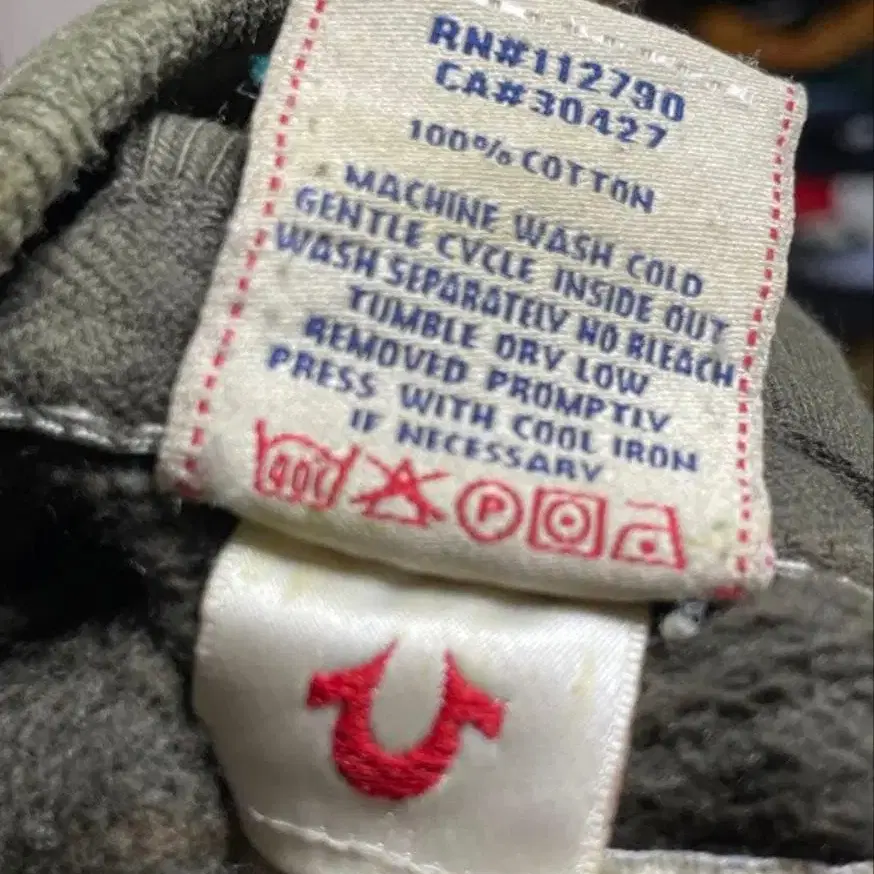 RN#112790
CA#30427
100% COTTON
MACHINE WASH COLD
GENTLE CYCLE INSIDE OUT
WASH SEPARATELY NO BLEACH
TUMBLE DRY LOW
REMOVED PROMPTLY
PRESS WITH COOL IRON
IF NECESSARY
40C P